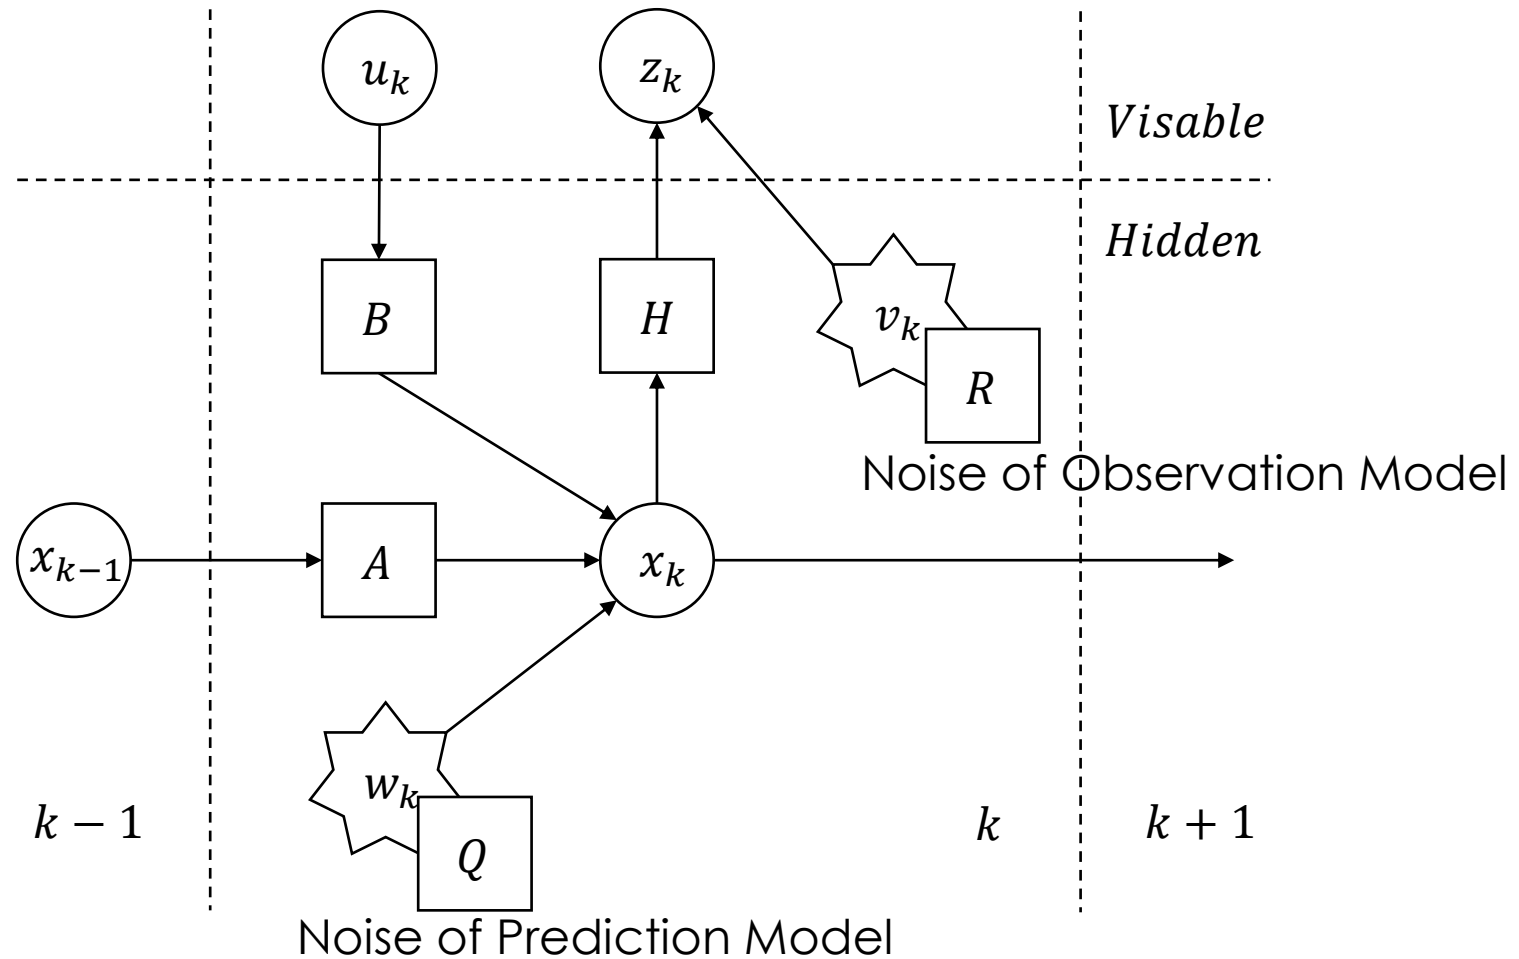 u_k
z_k
Visable
Hidden
B
H
v_k
R
Noise of Observation Model
x_{k-1}
A
x_k
w_k
k − 1
k
k + 1
Q
Noise of Prediction Model